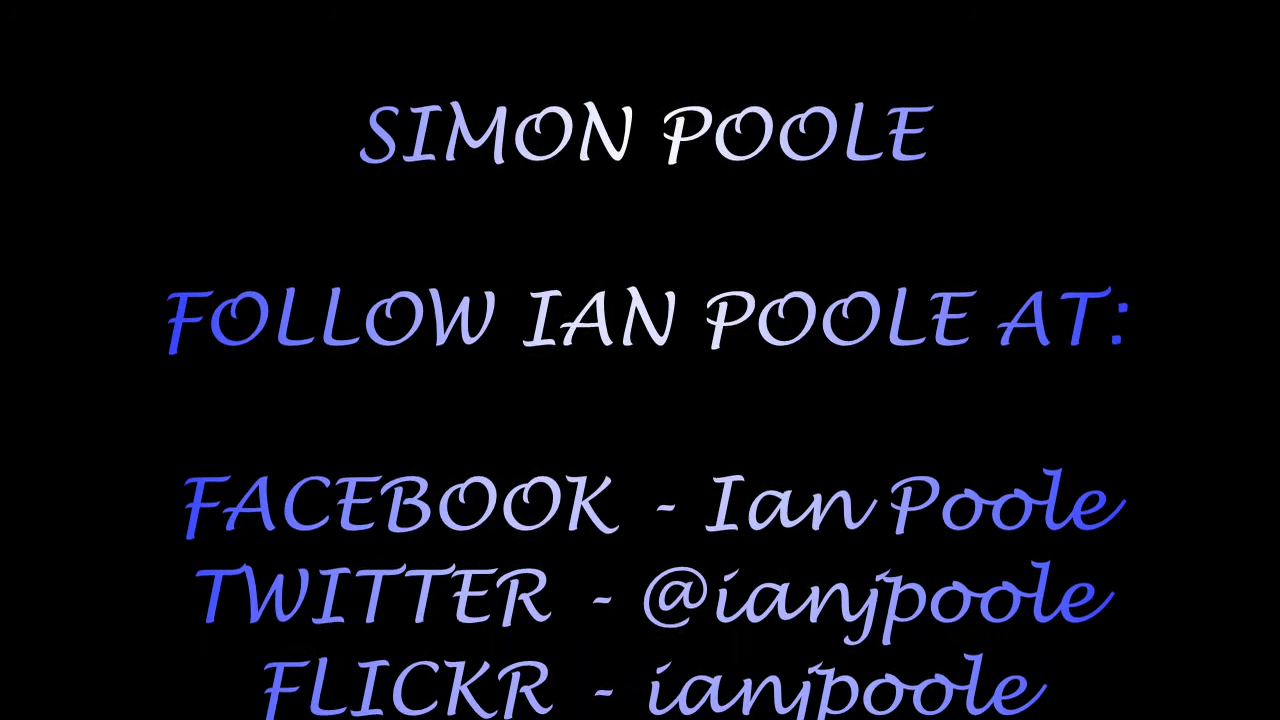 SIMON POOLE
FOLLOW IAN POOLE AT:
FACEBOOK - Ian Poole
TWITTER - @ianjpoole
FLICKR - ianjpoole